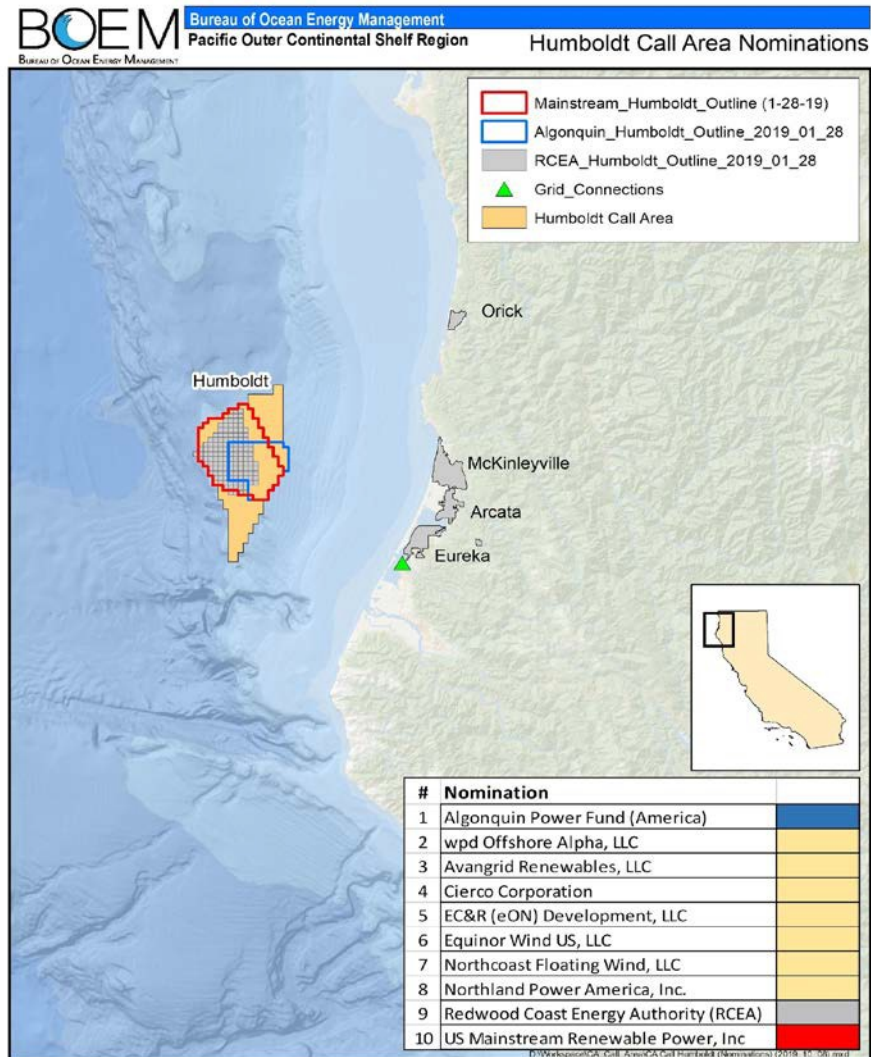 BOEM
BUREAU OF OCEAN ENERGY MANAGEMENT
Bureau of Ocean Energy Management
Pacific Outer Continental Shelf Region
Humboldt Call Area Nominations
Mainstream_Humboldt_Outline (1-28-19)
Algonquin_Humboldt_Outline_2019_01_28
RCEA_Humboldt_Outline_2019_01_28
Grid_Connections
Humboldt Call Area
Orick
Humboldt
McKinleyville
Arcata
Eureka
# Nomination
1 Algonquin Power Fund (America)
2 wpd Offshore Alpha, LLC
3 Avangrid Renewables, LLC
4 Cierco Corporation
5 EC&R (eON) Development, LLC
6 Equinor Wind US, LLC
7 Northcoast Floating Wind, LLC
8 Northland Power America, Inc.
9 Redwood Coast Energy Authority (RCEA)
10 US Mainstream Renewable Power, Inc